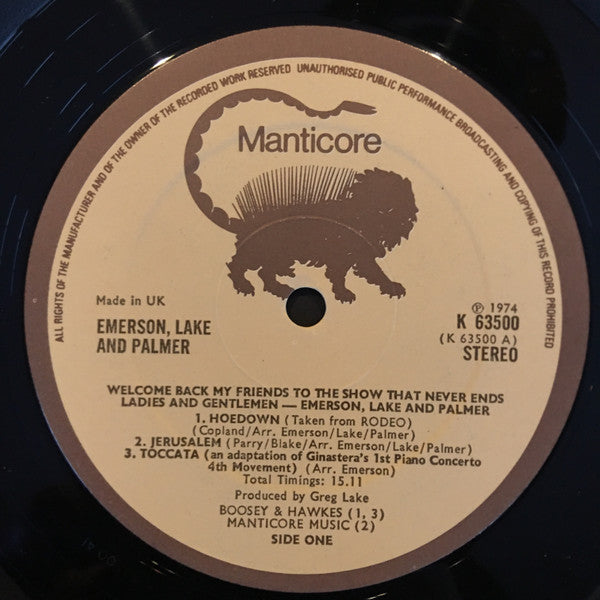 ALL RIGHTS OF THE MANUFACTURER AND OF THE OWNER OF THE RECORDED WORK RESERVED UNAUTHORISED PUBLIC PERFORMANCE BROADCASTING AND COPYING OF THIS RECORD PROHIBITED
Manticore
Made in UK
EMERSON, LAKE
AND PALMER
℗ 1974
K 63500
(K 63500 A)
STEREO
WELCOME BACK MY FRIENDS TO THE SHOW THAT NEVER ENDS
LADIES AND GENTLEMEN — EMERSON, LAKE AND PALMER
1. HOEDOWN (Taken from RODEO)
(Copland/Arr. Emerson/Lake/Palmer)
2. JERUSALEM (Parry/Blake/Arr. Emerson/Lake/Palmer)
3. TOCCATA (an adaptation of Ginastera's 1st Piano Concerto
4th Movement) (Arr. Emerson)
Total Timings: 15.11
Produced by Greg Lake
BOOSEY & HAWKES (1, 3)
MANTICORE MUSIC (2)
SIDE ONE